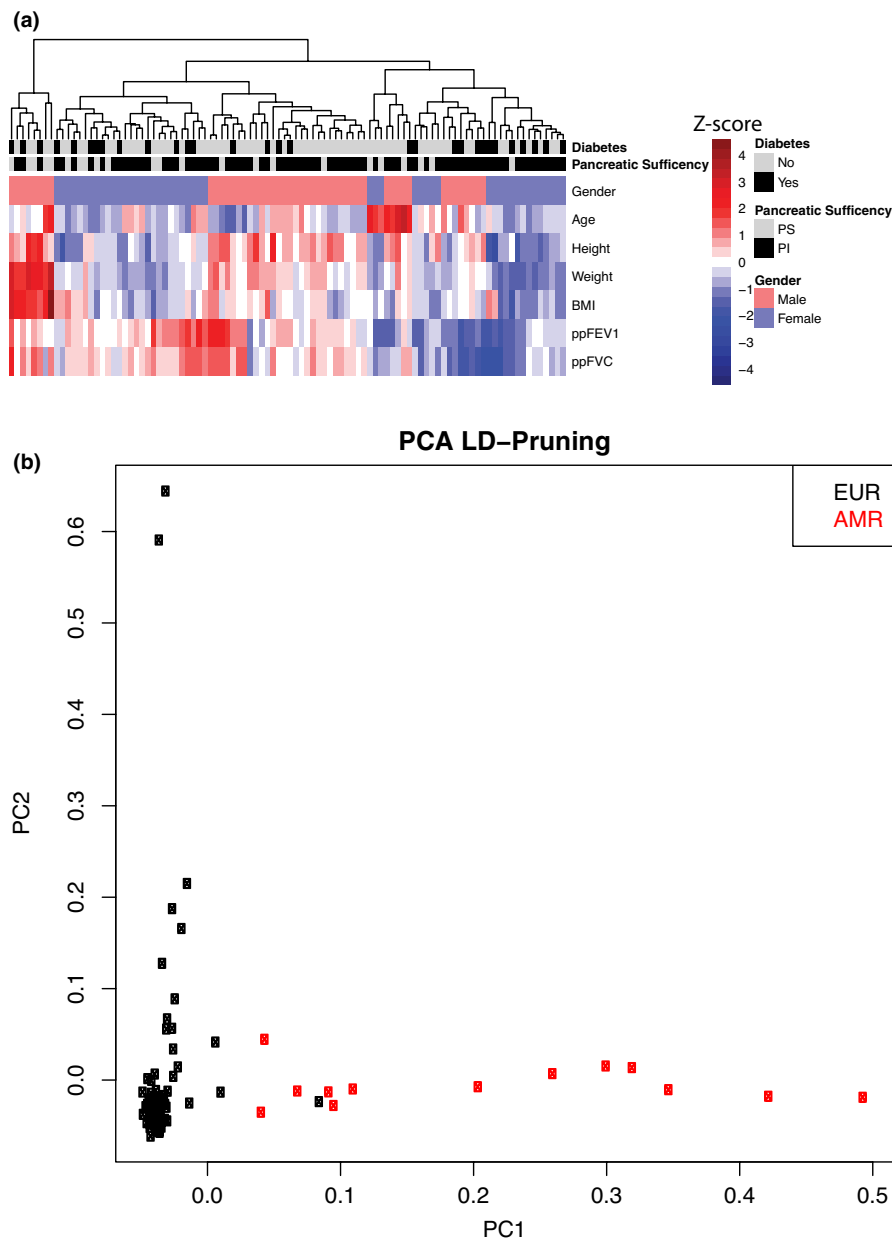 (a)
Z-score
4
3
2
1
0
−1
−2
−3
−4
Diabetes
No
Yes
Pancreatic Sufficency
PS
PI
Gender
Male
Female
Diabetes
Pancreatic Sufficency
Gender
Age
Height
Weight
BMI
ppFEV1
ppFVC
(b)
PCA LD−Pruning
EUR
AMR
PC2
0.6
0.5
0.4
0.3
0.2
0.1
0.0
0.0
0.1
0.2
0.3
0.4
0.5
PC1